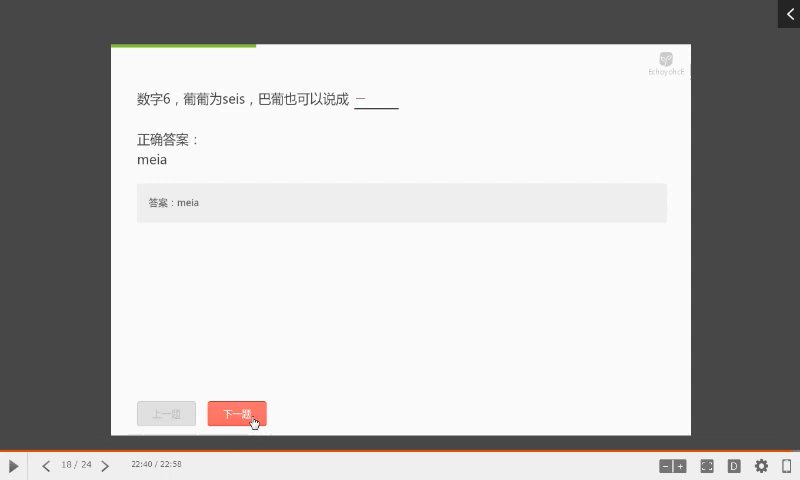 数字6，葡葡为seis，巴葡也可以说成 一
正确答案：
meia
答案：meia
上一题
下一题
18 / 24
22:40 / 22:58
D